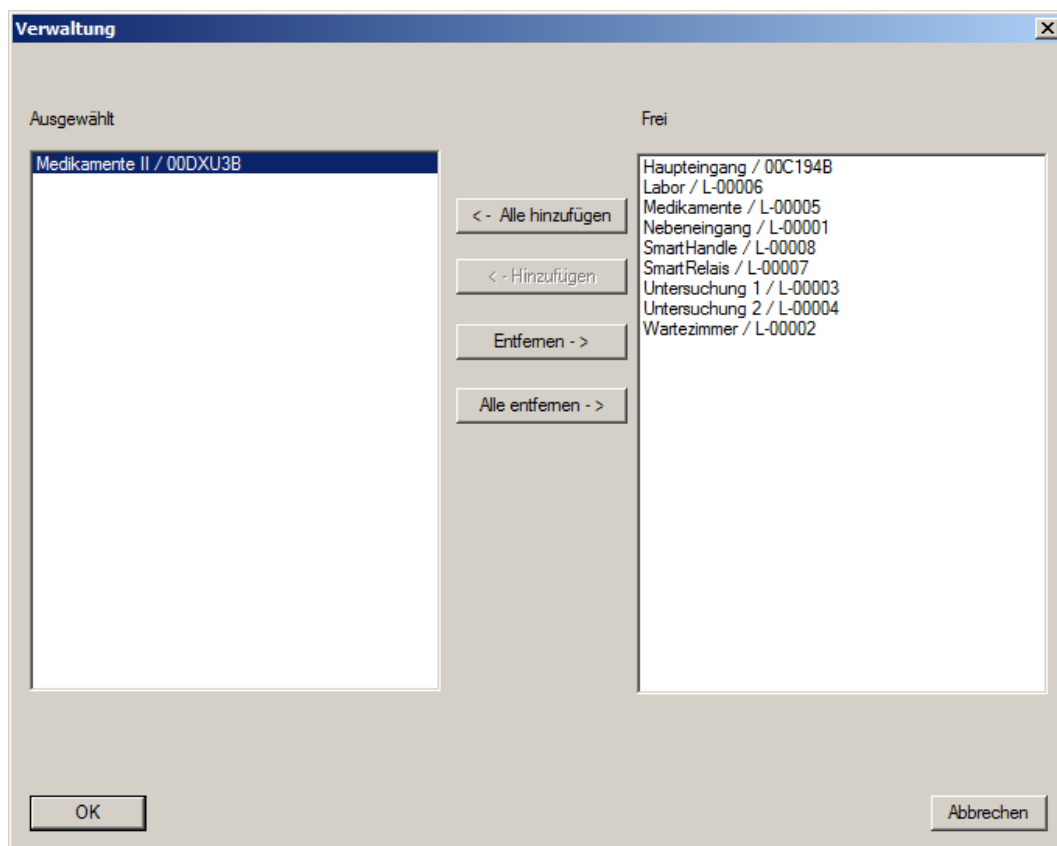 Verwaltung
Ausgewählt
Frei
Medikamente II / 00DXU3B
<- Alle hinzufügen
<- Hinzufügen
Entfernen ->
Alle entfernen ->
Haupteingang / 00C194B
Labor / L-00006
Medikamente / L-00005
Nebeneingang / L-00001
SmartHandle / L-00008
SmartRelais / L-00007
Untersuchung 1 / L-00003
Untersuchung 2 / L-00004
Wartezimmer / L-00002
OK
Abbrechen